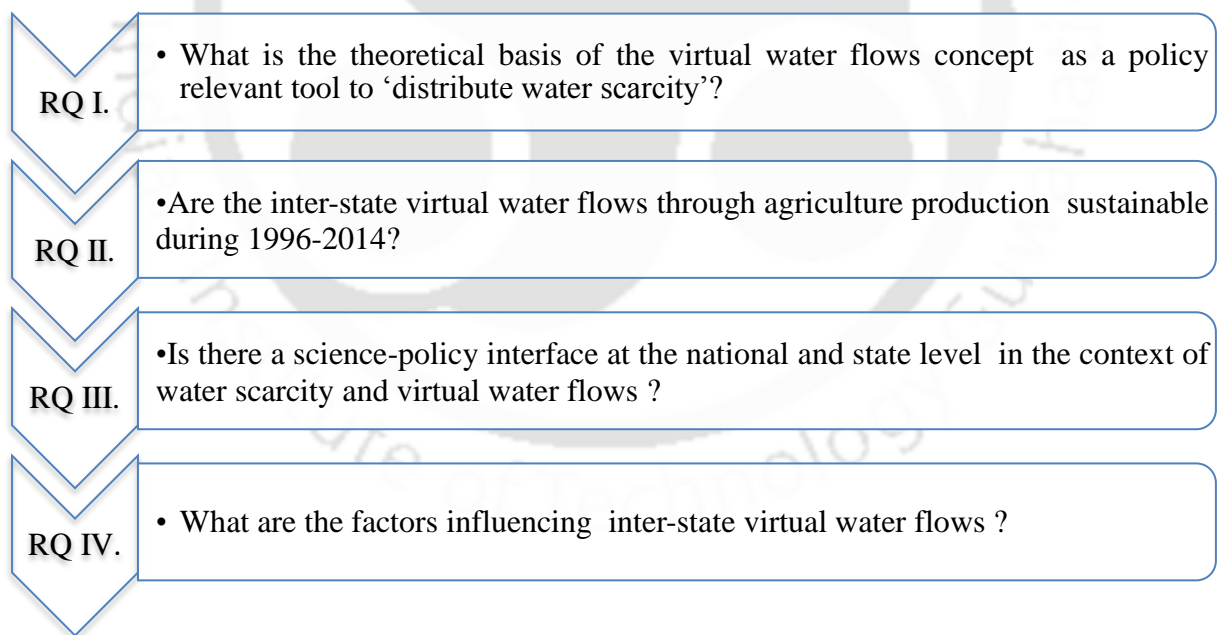 RQ I.
• What is the theoretical basis of the virtual water flows concept as a policy
relevant tool to ‘distribute water scarcity’?
RQ II.
•Are the inter-state virtual water flows through agriculture production sustainable
during 1996-2014?
RQ III.
•Is there a science-policy interface at the national and state level in the context of
water scarcity and virtual water flows ?
RQ IV.
• What are the factors influencing inter-state virtual water flows ?